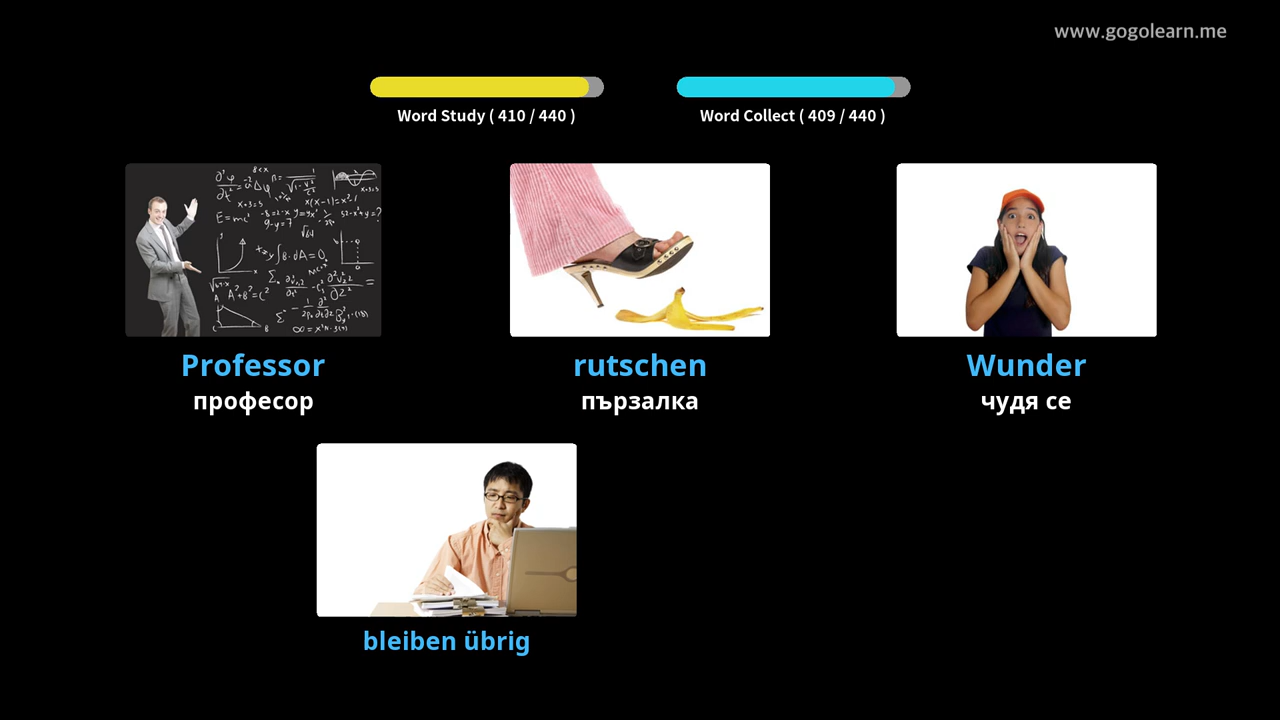 www.gogolearn.me
Word Study ( 410 / 440 )
Word Collect ( 409 / 440 )
Professor
професор
rutschen
пързалка
Wunder
чудя се
bleiben übrig